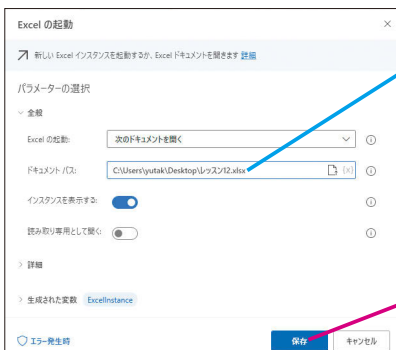 Excel の起動
新しい Excel インスタンスを起動するか、Excel ドキュメントを開きます 詳細
パラメーターの選択
全般
Excel の起動: 次のドキュメントを開く
ドキュメント パス: C:\Users\yutak\Desktop\レッスン12.xlsx {x}
インスタンスを表示する:
読み取り専用として開く:
詳細
生成された変数 ExcelInstance
エラー発生時 保存 キャンセル